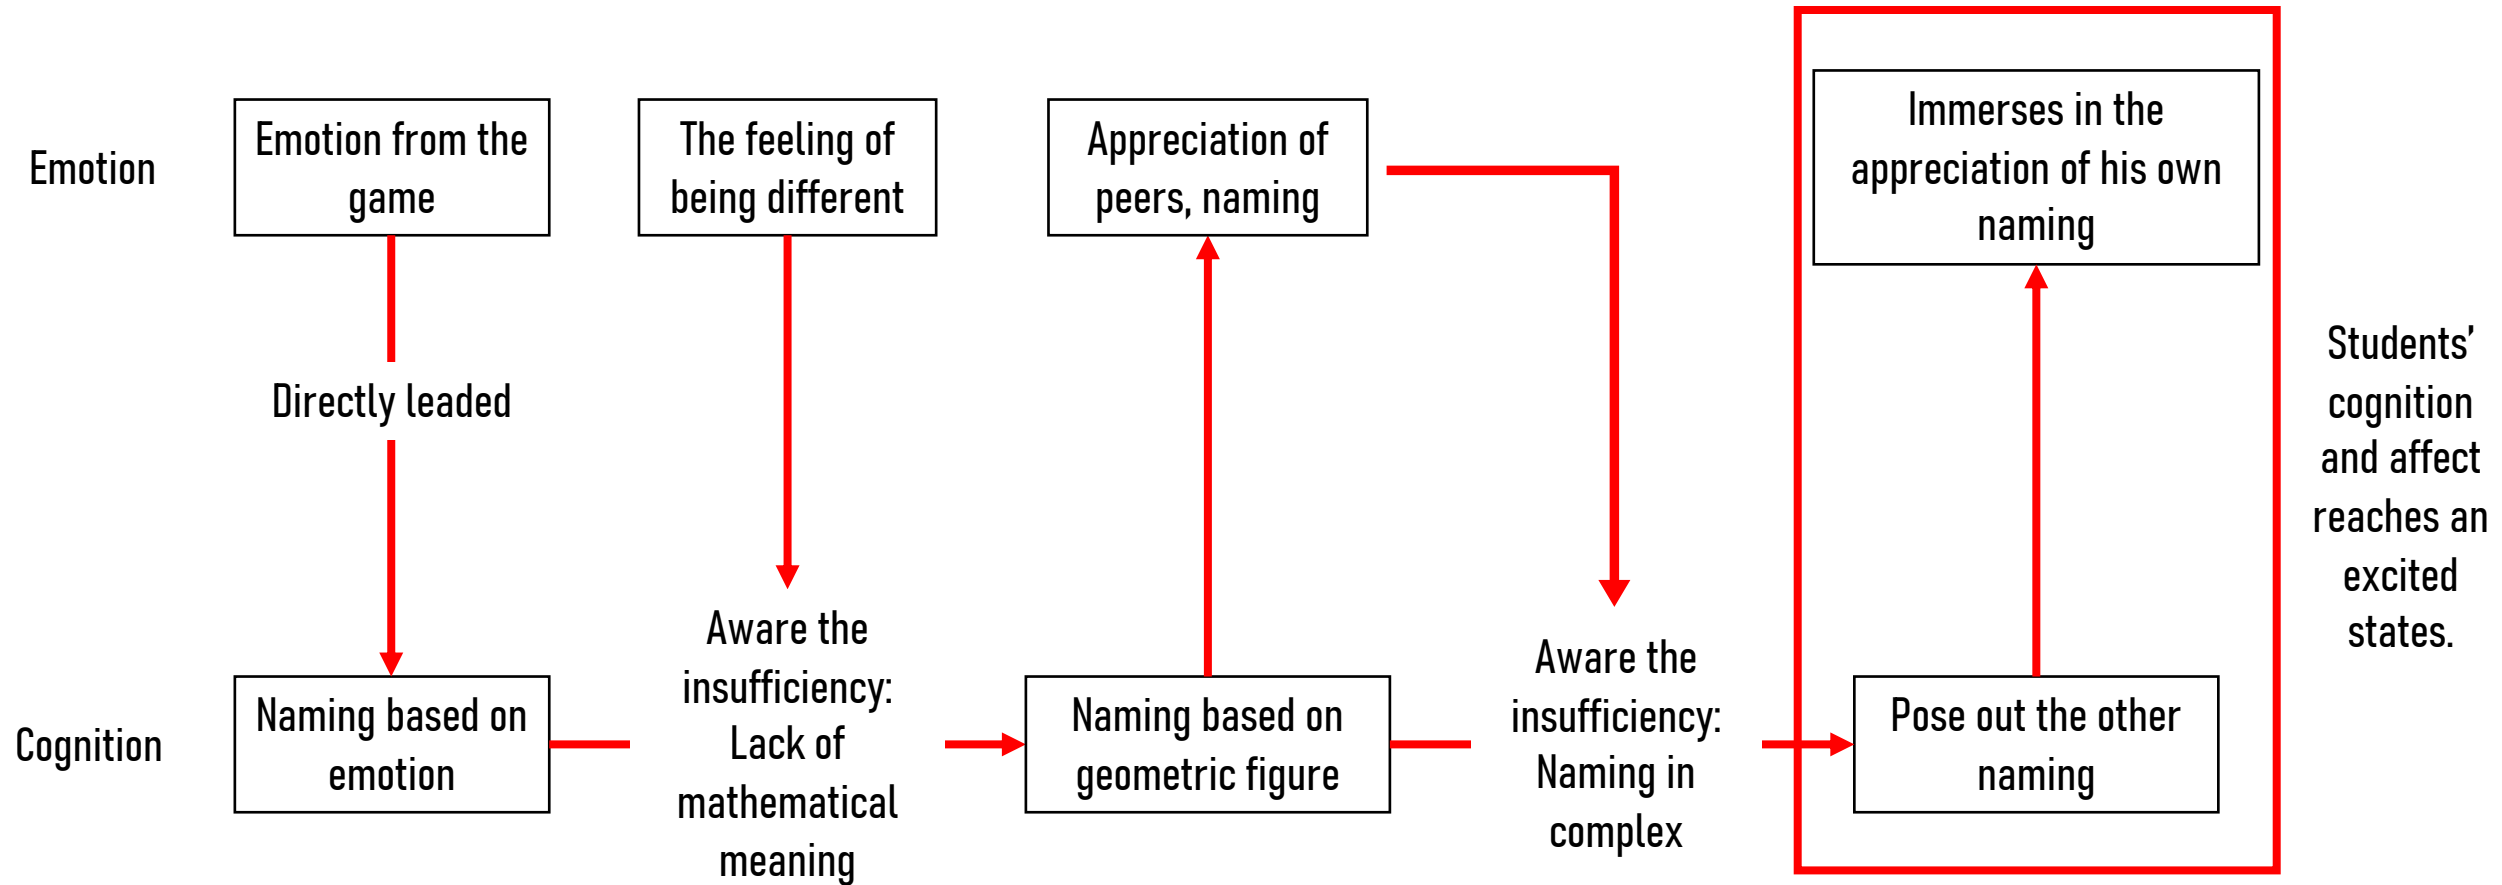 Emotion
Emotion from the
game
The feeling of
being different
Appreciation of
peers, naming
Immerses in the
appreciation of his own
naming
Directly leaded
Students’
cognition
and affect
reaches an
excited
states.
Cognition
Naming based on
emotion
Aware the
insufficiency:
Lack of
mathematical
meaning
Naming based on
geometric figure
Aware the
insufficiency:
Naming in
complex
Pose out the other
naming